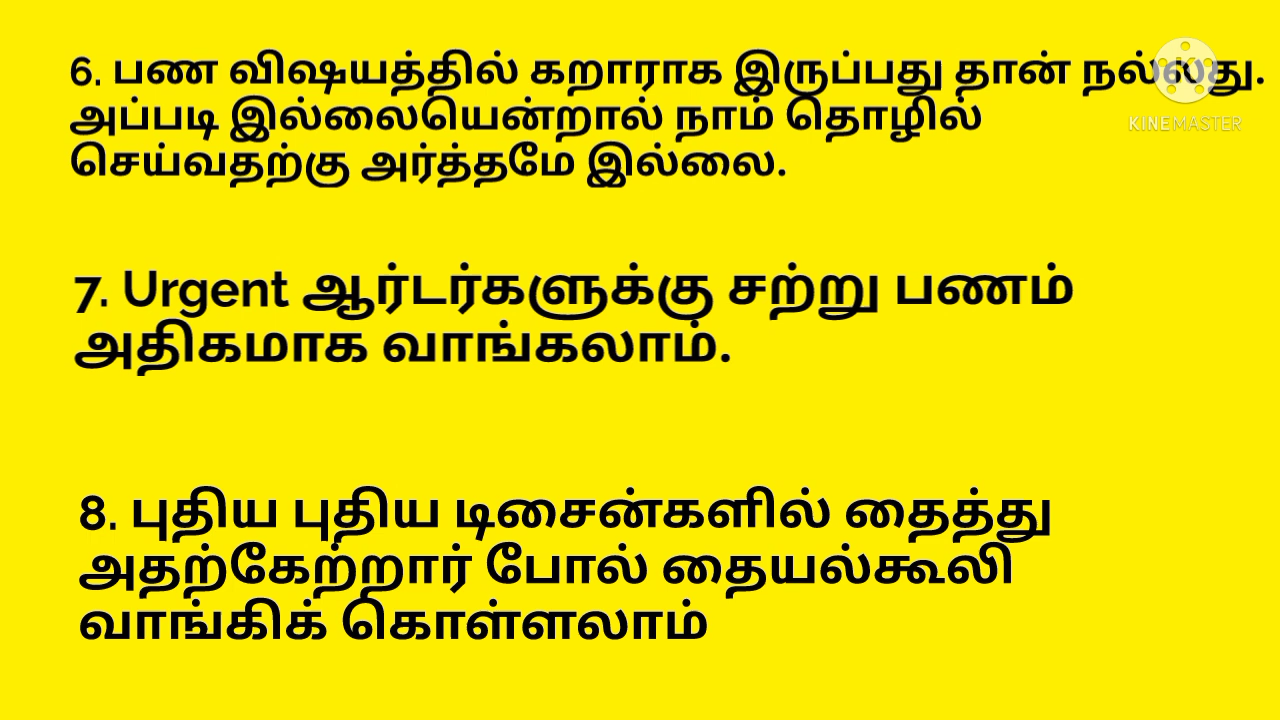 6. பண விஷயத்தில் கறாராக இருப்பது தான் நல்லது.
அப்படி இல்லையென்றால் நாம் தொழில்
செய்வதற்கு அர்த்தமே இல்லை.
KINEMASTER
7. Urgent ஆர்டர்களுக்கு சற்று பணம்
அதிகமாக வாங்கலாம்.
8. புதிய புதிய டிசைன்களில் தைத்து
அதற்கேற்றார் போல் தையல்கூலி
வாங்கிக் கொள்ளலாம்